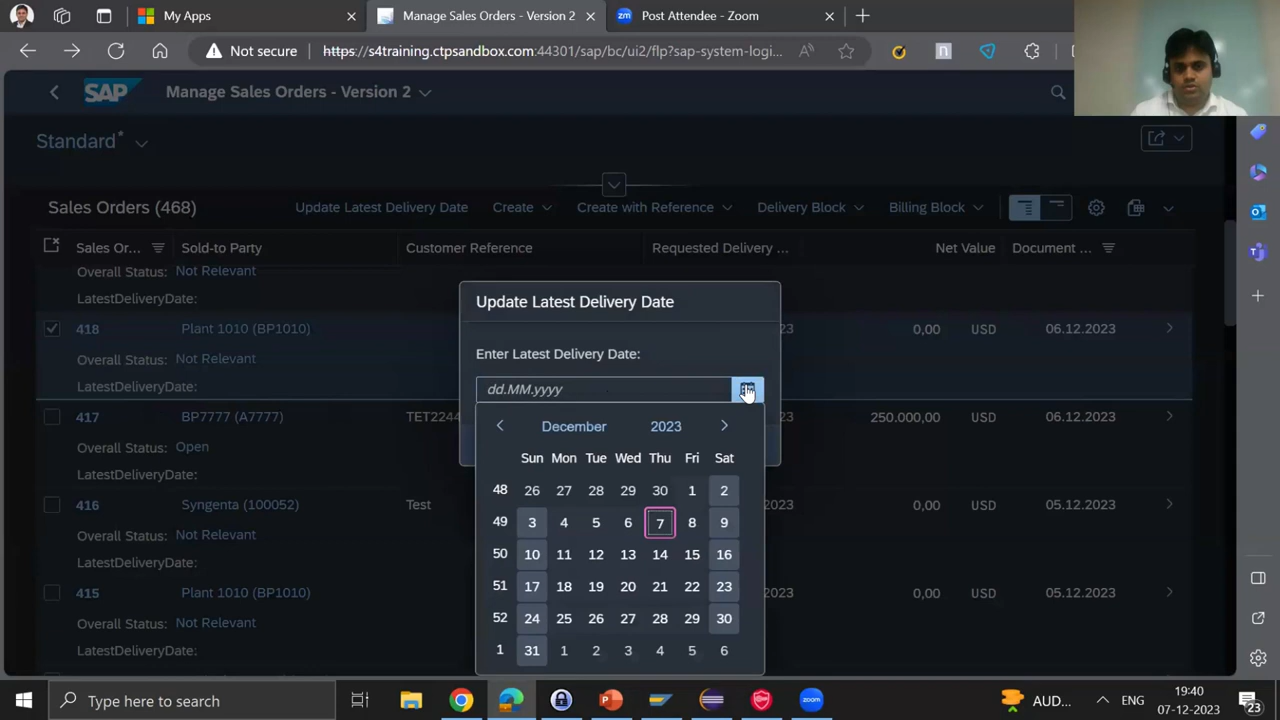 My Apps
Manage Sales Orders - Version 2
zm
Post Attendee - Zoom
Not secure
https://s4training.ctpsandbox.com:44301/sap/bc/ui2/flp?sap-system-logi...
SAP
Manage Sales Orders - Version 2
Standard*
Sales Orders (468)
Update Latest Delivery Date
Create
Create with Reference
Delivery Block
Billing Block
Sales Or...
Sold-to Party
Customer Reference
Requested Delivery ...
Net Value
Document ...
Overall Status: Not Relevant
LatestDeliveryDate:
418
Plant 1010 (BP1010)
23
0,00
USD
06.12.2023
Overall Status: Not Relevant
LatestDeliveryDate:
417
BP7777 (A7777)
TET2244
23
250.000,00
USD
05.12.2023
Overall Status: Open
LatestDeliveryDate:
416
Syngenta (100052)
Test
23
0,00
USD
05.12.2023
Overall Status: Not Relevant
LatestDeliveryDate:
415
Plant 1010 (BP1010)
023
0,00
USD
05.12.2023
Overall Status: Not Relevant
LatestDeliveryDate:
Update Latest Delivery Date
Enter Latest Delivery Date:
dd.MM.yyyy
December 2023
Sun Mon Tue Wed Thu Fri Sat
48 26 27 28 29 30 1 2
49 3 4 5 6 7 8 9
50 10 11 12 13 14 15 16
51 17 18 19 20 21 22 23
52 24 25 26 27 28 29 30
1 31 1 2 3 4 5 6
Type here to search
AUD...
ENG
19:40
07-12-2023
23